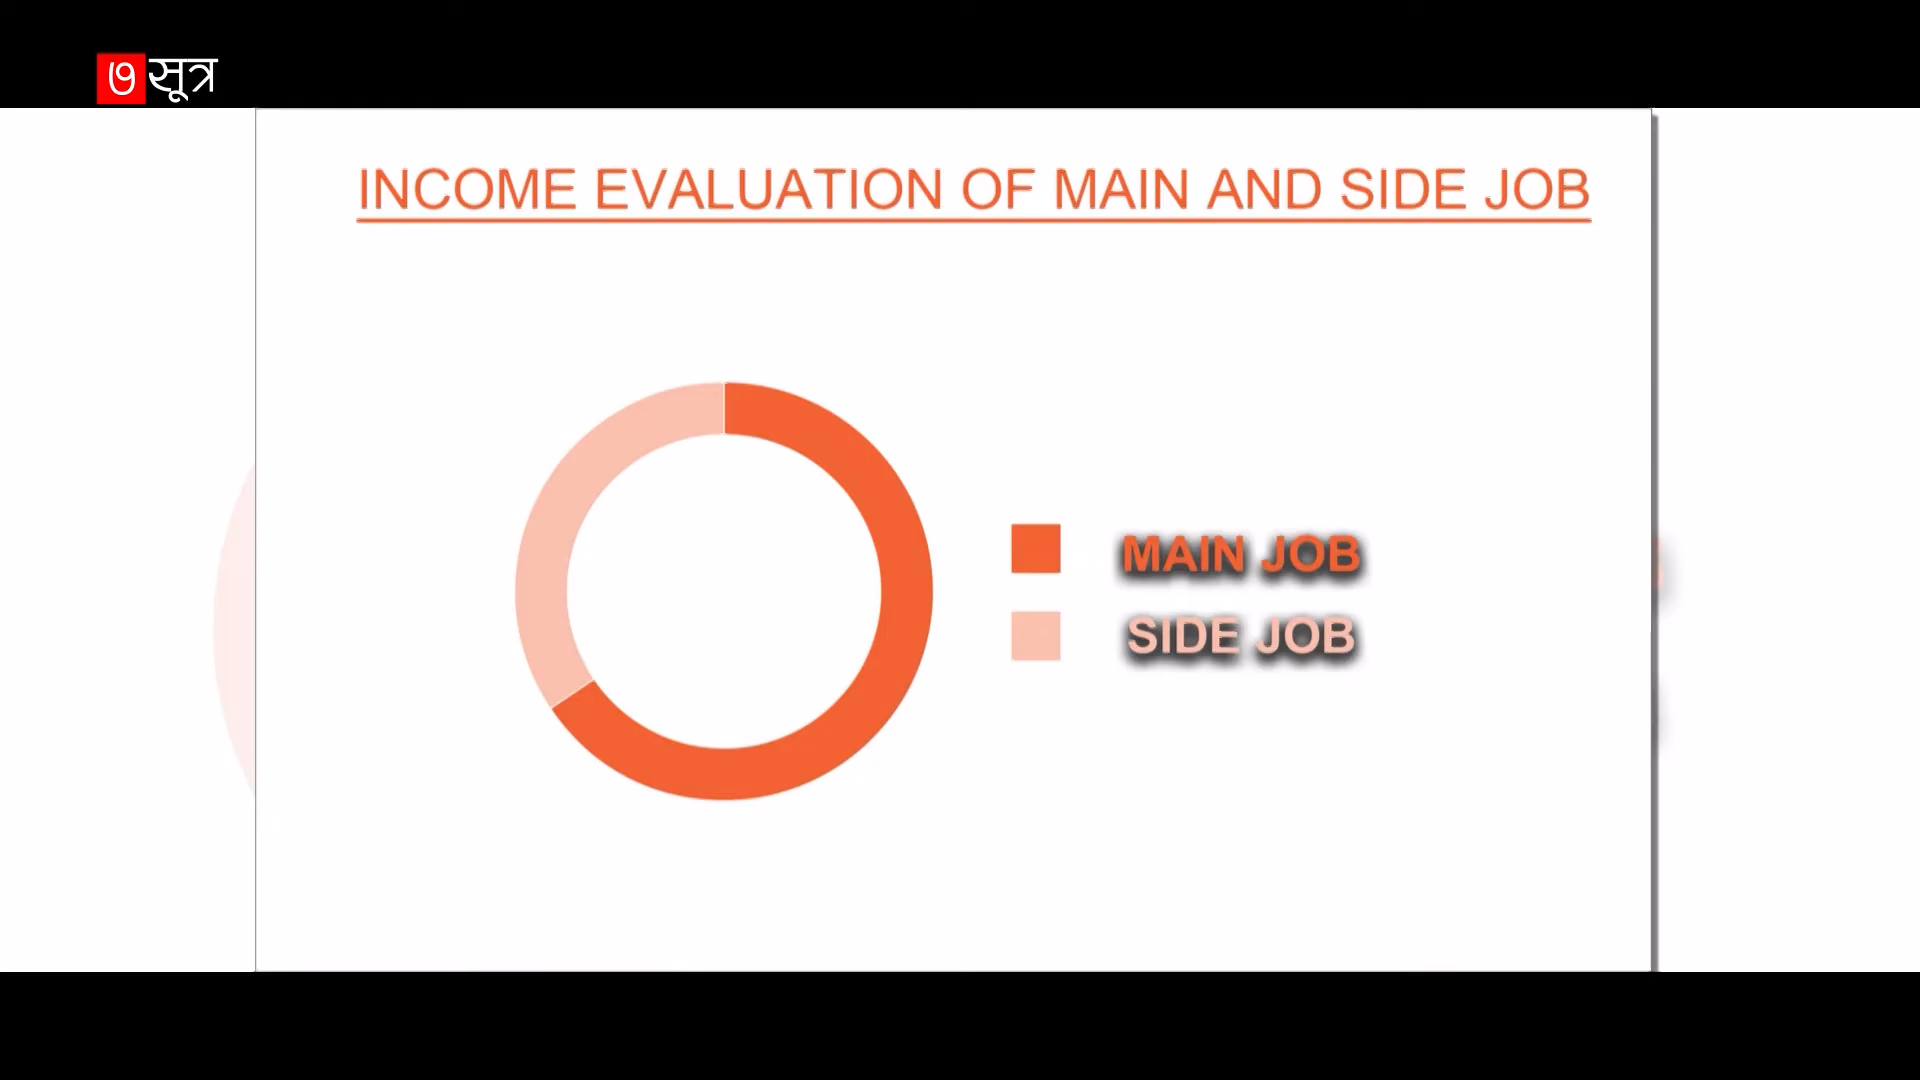 ७सूत्र
INCOME EVALUATION OF MAIN AND SIDE JOB
MAIN JOB
SIDE JOB